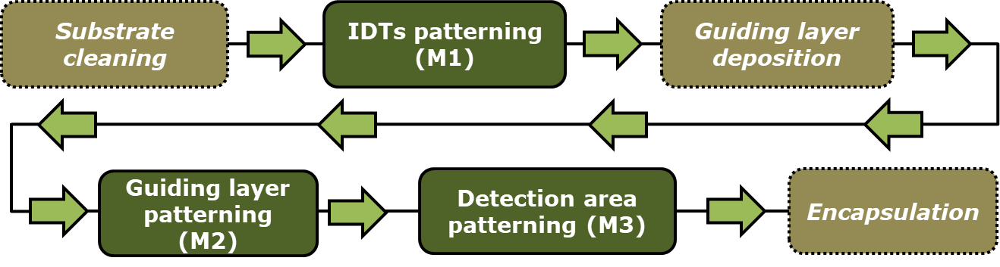 Substrate
cleaning
IDTs patterning
(M1)
Guiding layer
deposition
Guiding layer
patterning
(M2)
Detection area
patterning (M3)
Encapsulation